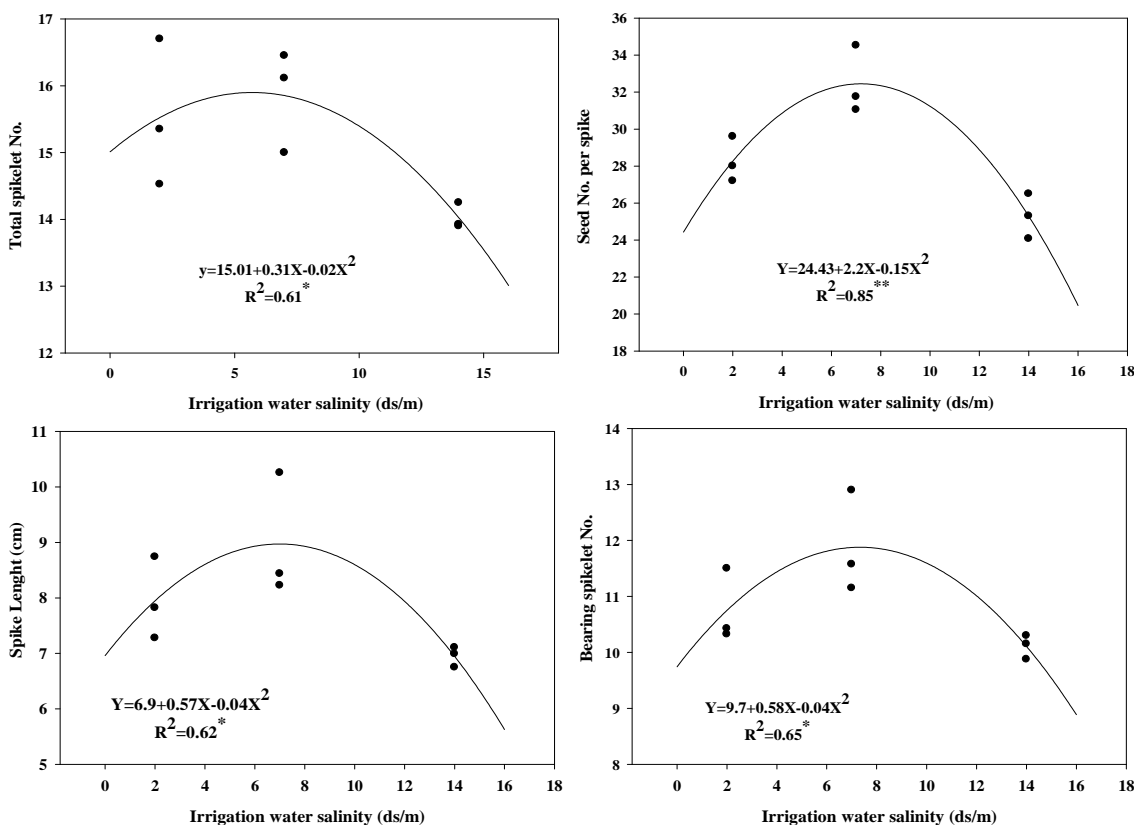 17
16
15
14
13
12
Total spikelet No.
y=15.01+0.31X-0.02X²
R²=0.61*
0 5 10 15
Irrigation water salinity (ds/m)
36
34
32
30
28
26
24
22
20
18
Seed No. per spike
Y=24.43+2.2X-0.15X²
R²=0.85**
0 2 4 6 8 10 12 14 16 18
Irrigation water salinity (ds/m)
11
10
9
8
7
6
5
Spike Lenght (cm)
Y=6.9+0.57X-0.04X²
R²=0.62*
0 2 4 6 8 10 12 14 16 18
Irrigation water salinity (ds/m)
14
13
12
11
10
9
8
Bearing spikelet No.
Y=9.7+0.58X-0.04X²
R²=0.65*
0 2 4 6 8 10 12 14 16 18
Irrigation water salinity (ds/m)